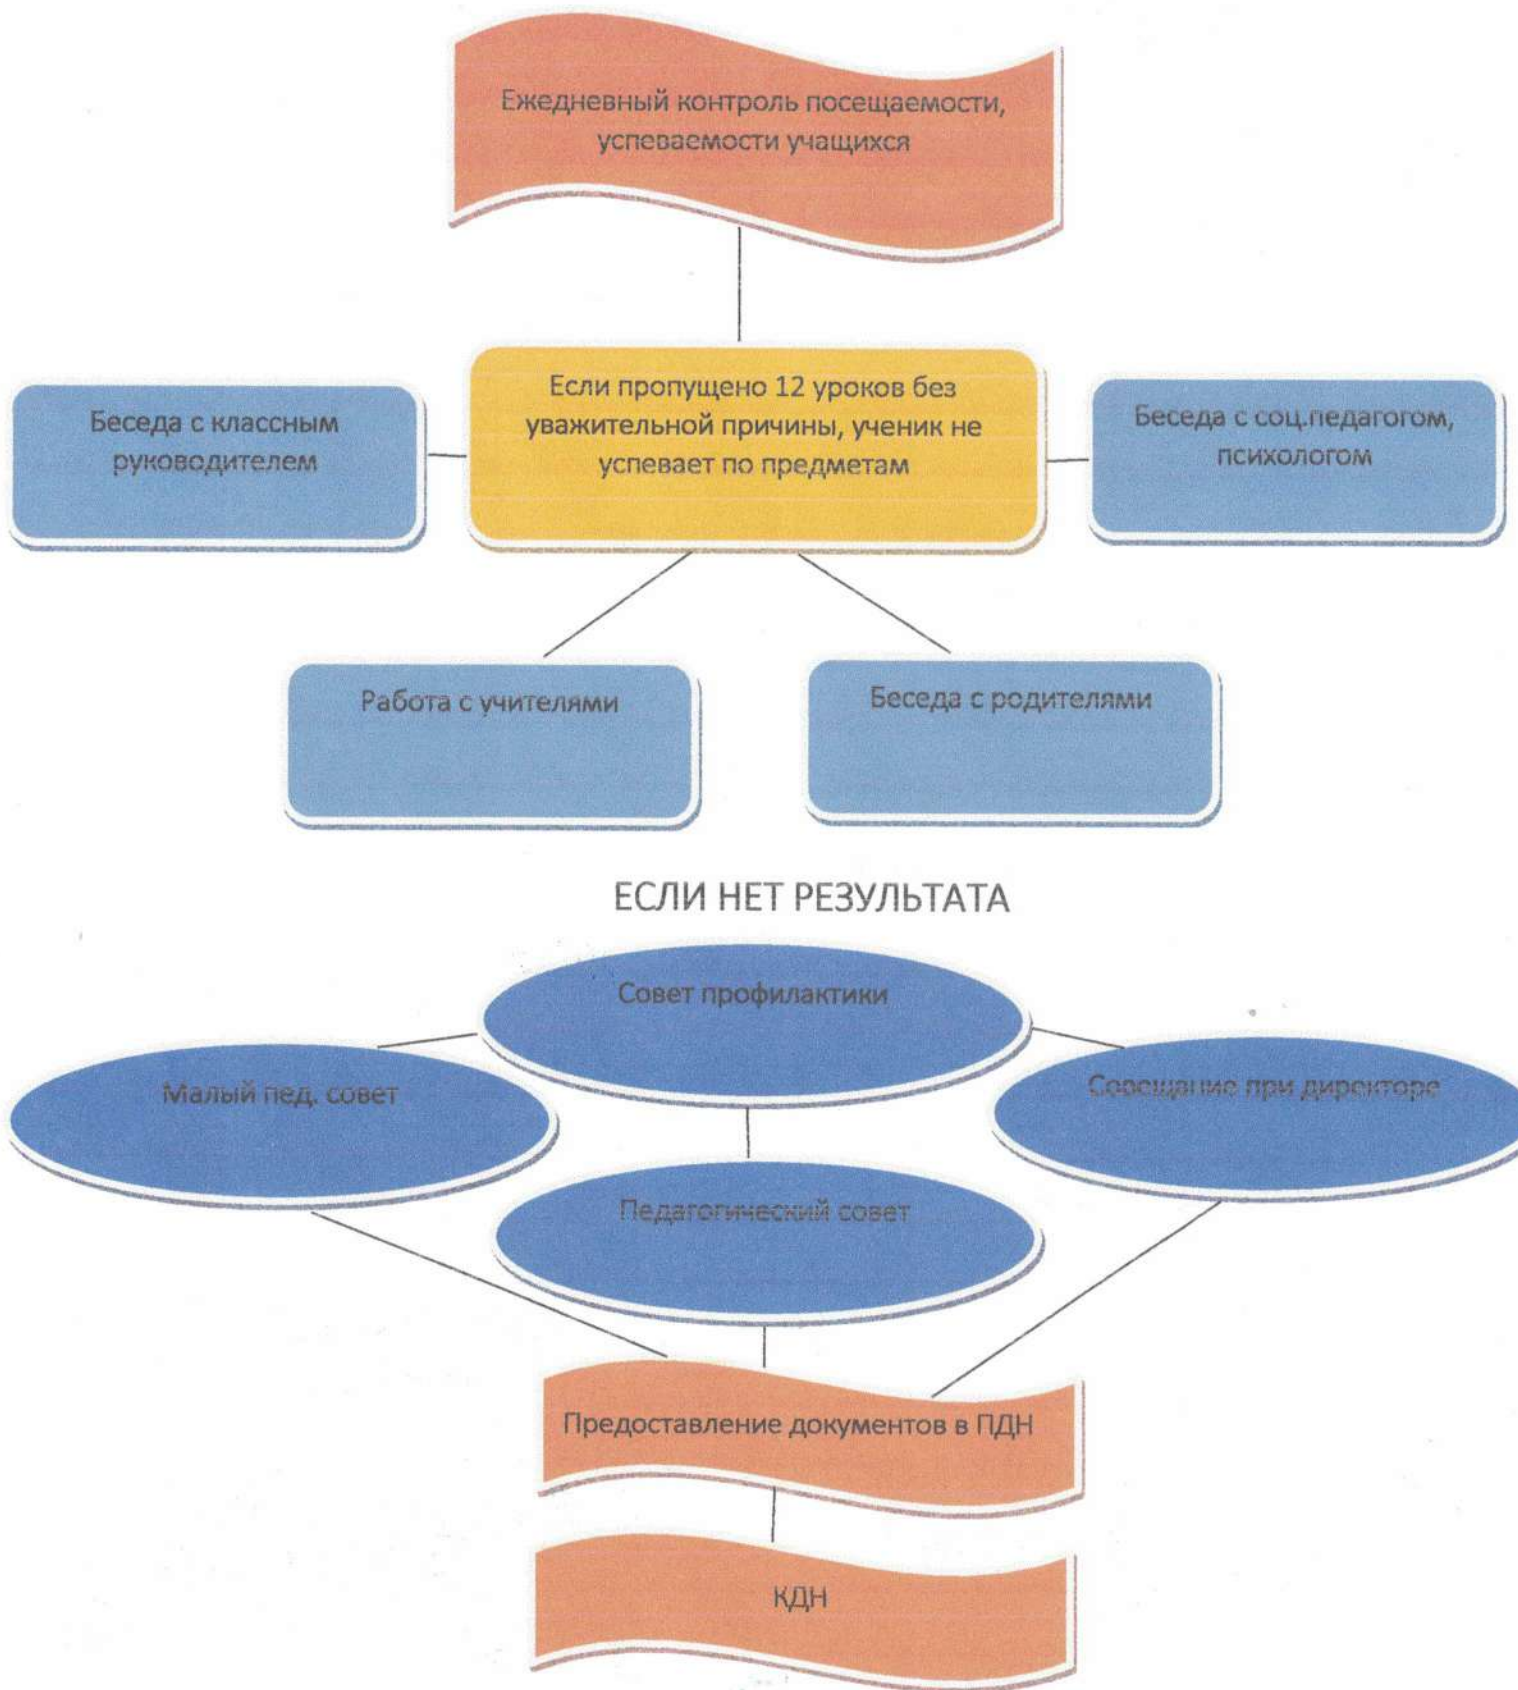 Ежедневный контроль посещаемости,
успеваемости учащихся
Если пропущено 12 уроков без
уважительной причины, ученик не
успевает по предметам
Беседа с классным
руководителем
Беседа с соц.педагогом,
психологом
Работа с учителями
Беседа с родителями
ЕСЛИ НЕТ РЕЗУЛЬТАТА
Совет профилактики
Малый пед. совет
Совещание при директоре
Педагогический совет
Предоставление документов в ПДН
КДН